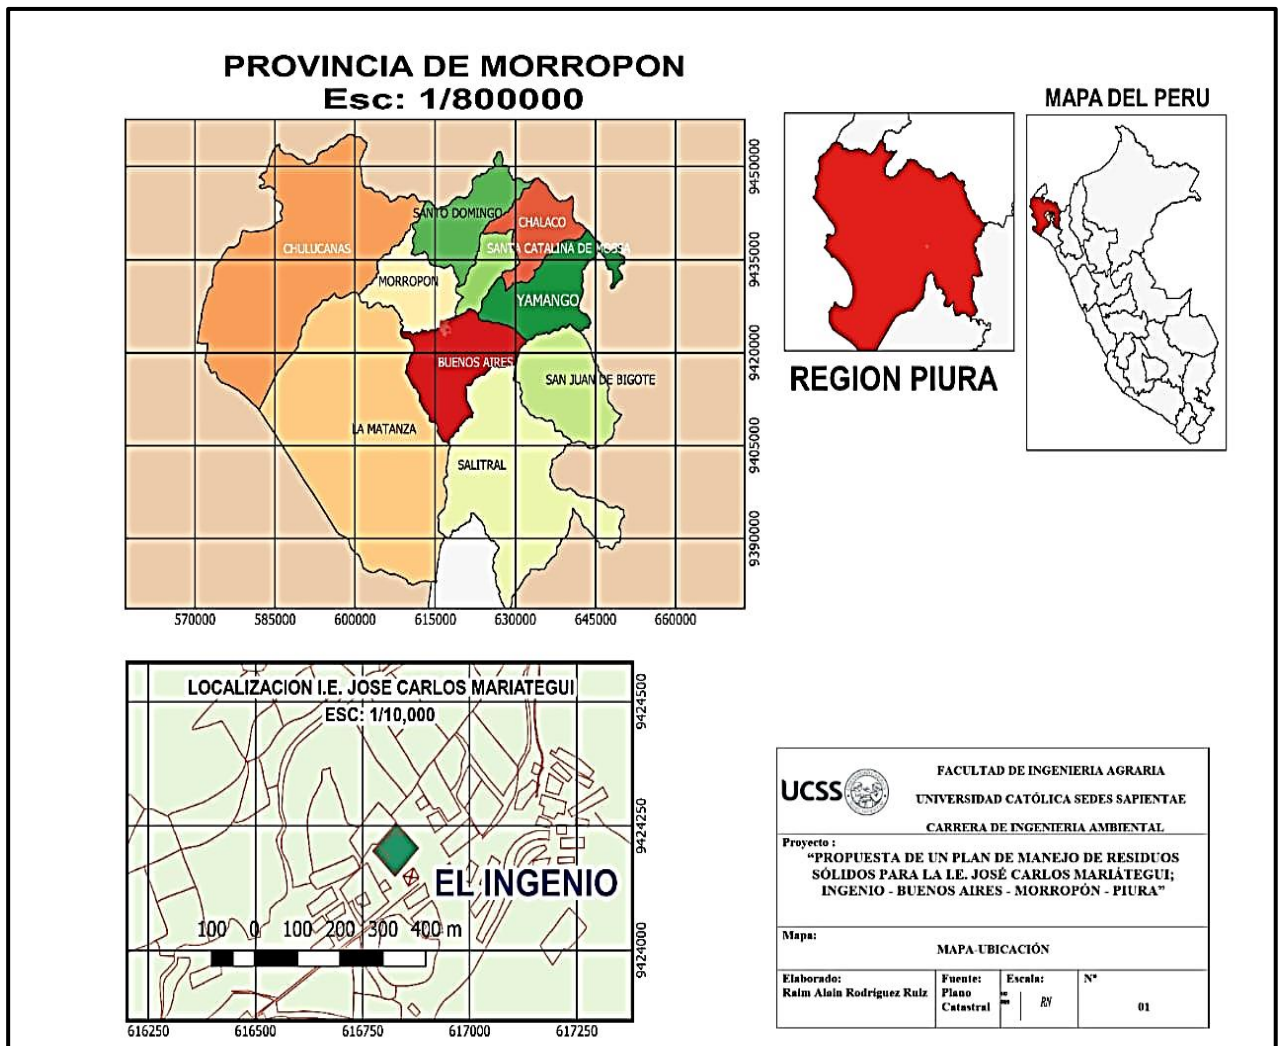 PROVINCIA DE MORROPON
Esc: 1/800000
MAPA DEL PERU
9450000
9435000
9420000
9405000
9390000
SANTO DOMINGO
CHALACO
CHULUCANAS
SANTA CATALINA DE MOSSA
MORROPON
YAMANGO
BUENOS AIRES
SAN JUAN DE BIGOTE
LA MATANZA
SALITRAL
570000 585000 600000 615000 630000 645000 660000
REGION PIURA
LOCALIZACION I.E. JOSE CARLOS MARIATEGUI
ESC: 1/10,000
9424500
9424250
9424000
EL INGENIO
100 0 100 200 300 400 m
616250 616500 616750 617000 617250
UCSS
FACULTAD DE INGENIERIA AGRARIA
UNIVERSIDAD CATÓLICA SEDES SAPIENTAE
CARRERA DE INGENIERIA AMBIENTAL
Proyecto :
“PROPUESTA DE UN PLAN DE MANEJO DE RESIDUOS
SÓLIDOS PARA LA I.E. JOSÉ CARLOS MARIÁTEGUI;
INGENIO - BUENOS AIRES - MORROPÓN - PIURA”
Mapa:
MAPA-UBICACIÓN
Elaborado:
Raim Alain Rodríguez Ruiz
Fuente:
Plano
Catastral
Escala:
RN
N°
01